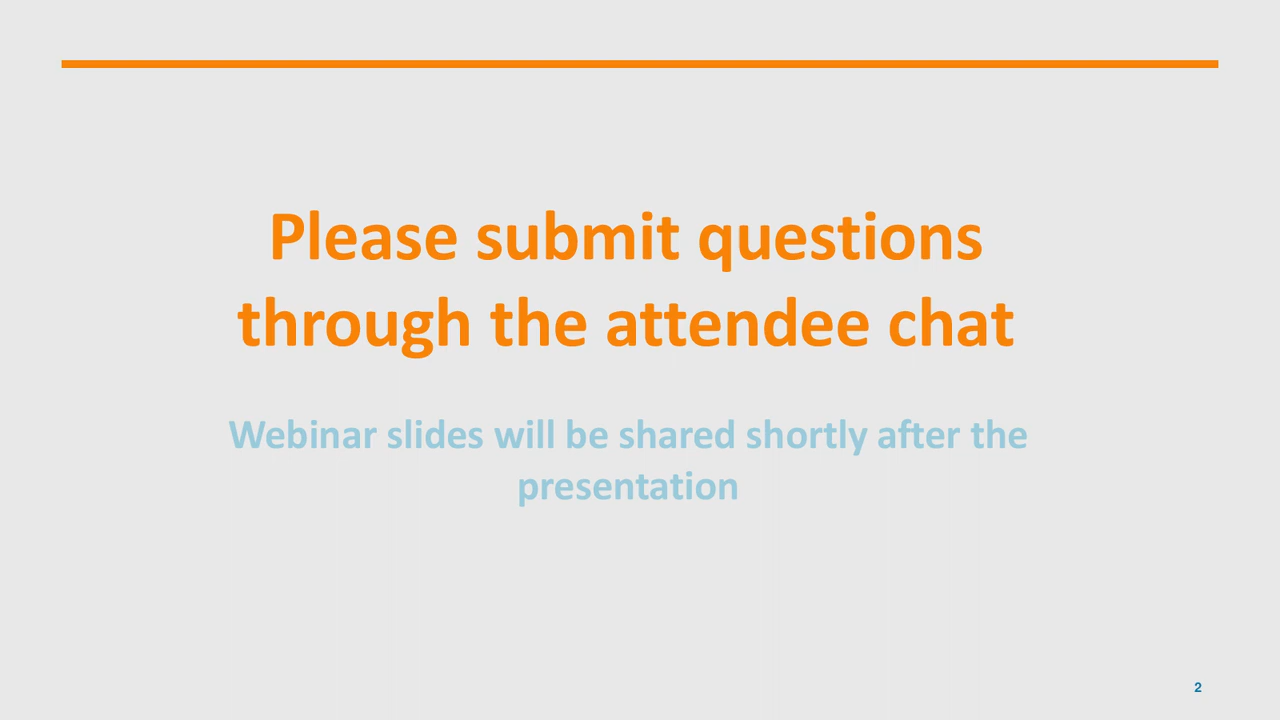 Please submit questions
through the attendee chat
Webinar slides will be shared shortly after the
presentation
2